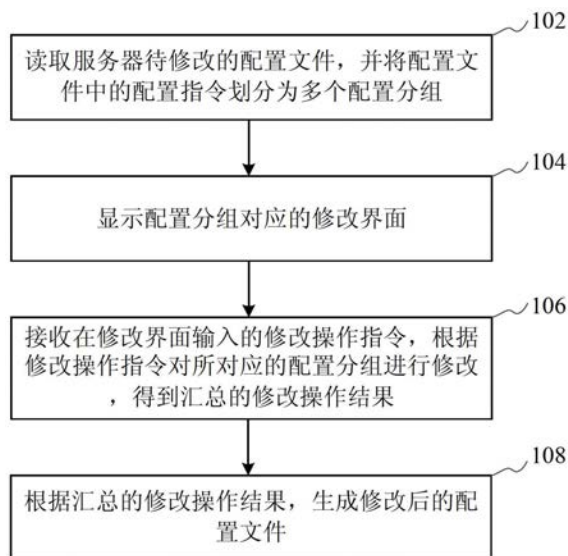 102
读取服务器待修改的配置文件，并将配置文
件中的配置指令划分为多个配置分组
104
显示配置分组对应的修改界面
106
接收在修改界面输入的修改操作指令，根据
修改操作指令对所对应的配置分组进行修改
，得到汇总的修改操作结果
108
根据汇总的修改操作结果，生成修改后的配
置文件